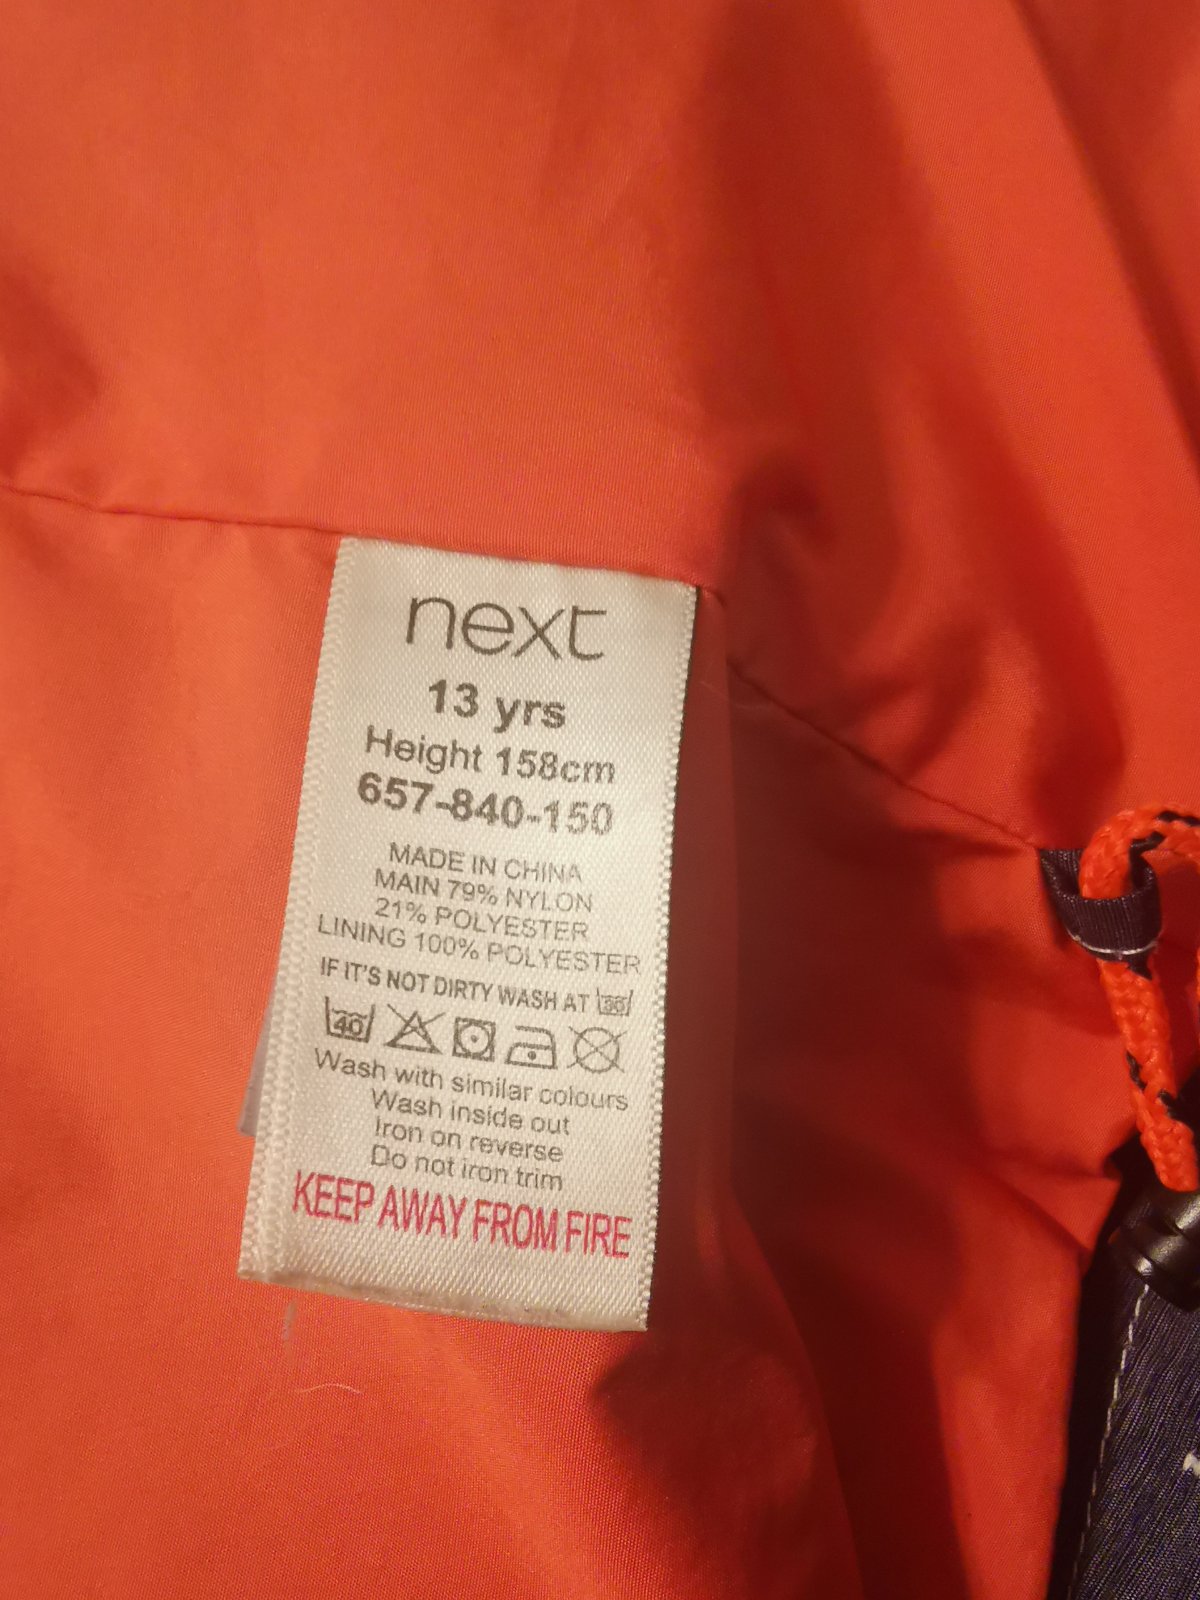 next
13 yrs
Height 158cm
657-840-150
MADE IN CHINA
MAIN 79% NYLON
21% POLYESTER
LINING 100% POLYESTER
IF IT'S NOT DIRTY WASH AT 30
40
Wash with similar colours
Wash inside out
Iron on reverse
Do not iron trim
KEEP AWAY FROM FIRE